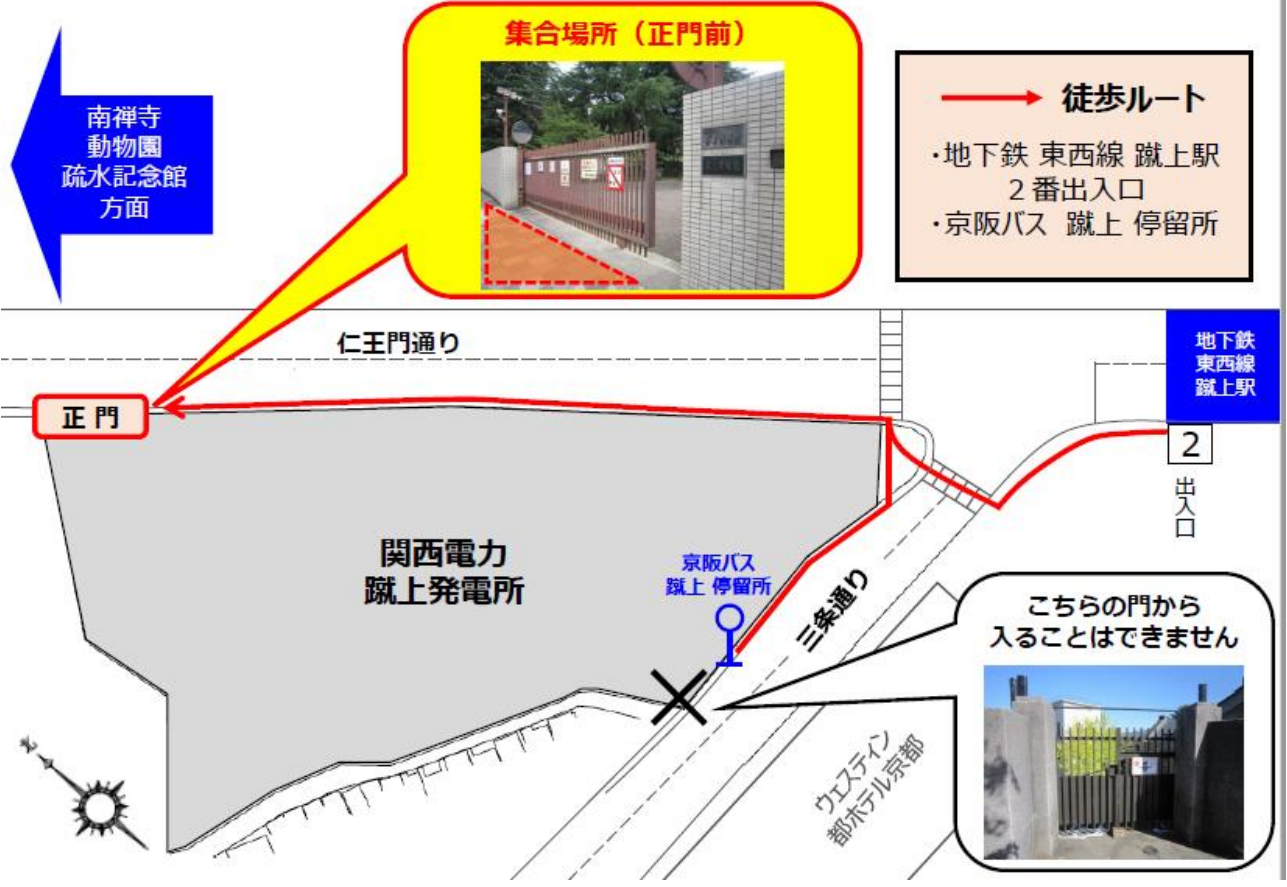 集合場所（正門前）
南禅寺
動物園
疏水記念館
方面
徒歩ルート
・地下鉄 東西線 蹴上駅
２番出入口
・京阪バス 蹴上 停留所
仁王門通り
地下鉄
東西線
蹴上駅
正 門
2
出入口
関西電力
蹴上発電所
京阪バス
蹴上 停留所
三条通り
こちらの門から
入ることはできません
ウェスティン
都ホテル京都